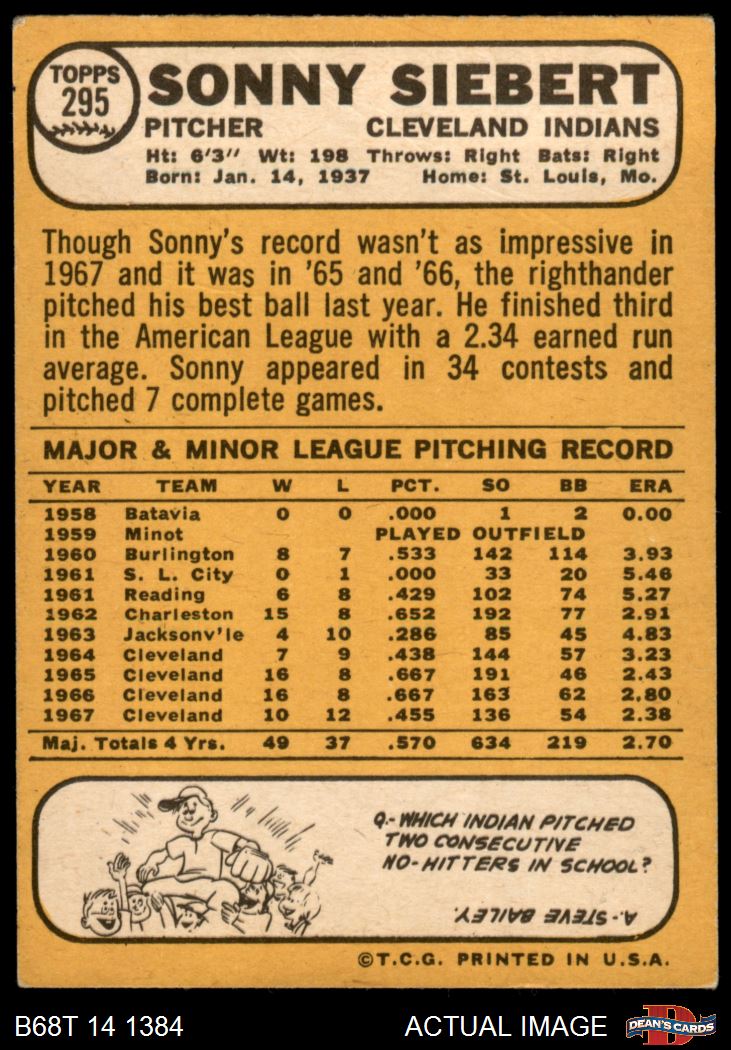 TOPPS
295
SONNY SIEBERT
PITCHER CLEVELAND INDIANS
Ht: 6'3" Wt: 198 Throws: Right Bats: Right
Born: Jan. 14, 1937 Home: St. Louis, Mo.
Though Sonny's record wasn't as impressive in
1967 and it was in '65 and '66, the righthander
pitched his best ball last year. He finished third
in the American League with a 2.34 earned run
average. Sonny appeared in 34 contests and
pitched 7 complete games.
MAJOR & MINOR LEAGUE PITCHING RECORD
YEAR TEAM W L PCT. SO BB ERA
1958 Batavia 0 0 .000 1 2 0.00
1959 Minot PLAYED OUTFIELD
1960 Burlington 8 7 .533 142 114 3.93
1961 S. L. City 0 1 .000 33 20 5.46
1961 Reading 6 8 .429 102 74 5.27
1962 Charleston 15 8 .652 192 77 2.91
1963 Jacksonv'le 4 10 .286 85 45 4.83
1964 Cleveland 7 9 .438 144 57 3.23
1965 Cleveland 16 8 .667 191 46 2.43
1966 Cleveland 16 8 .667 163 62 2.80
1967 Cleveland 10 12 .455 136 54 2.38
Maj. Totals 4 Yrs. 49 37 .570 634 219 2.70
Q.-WHICH INDIAN PITCHED
TWO CONSECUTIVE
NO-HITTERS IN SCHOOL?
A.-STEVE BAILEY.
©T.C.G. PRINTED IN U.S.A.
B68T 14 1384 ACTUAL IMAGE D DEAN'S CARDS